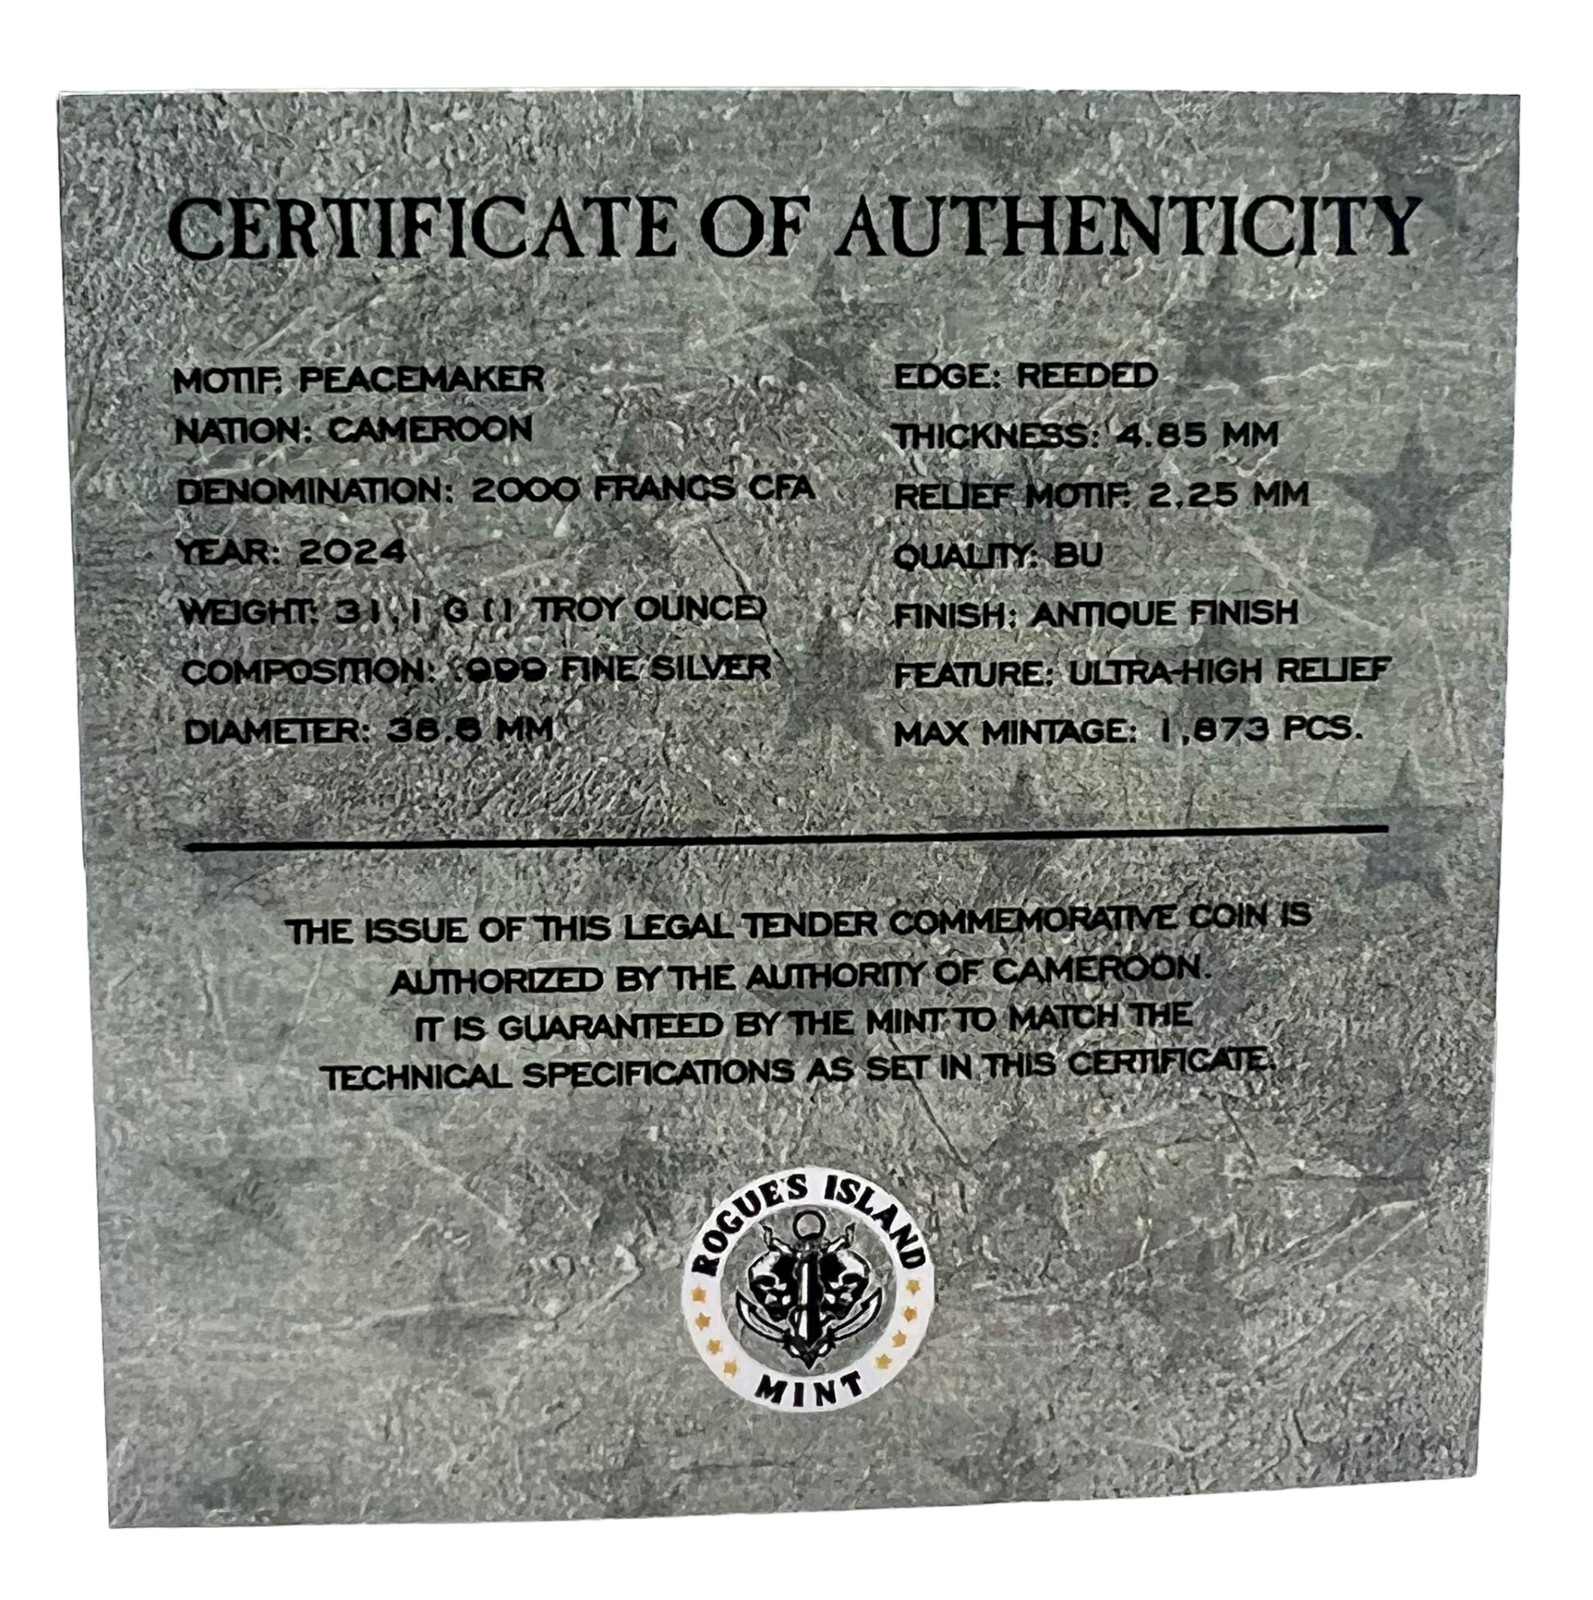 CERTIFICATE OF AUTHENTICITY
MOTIF: PEACEMAKER
NATION: CAMEROON
DENOMINATION: 2000 FRANCS CFA
YEAR: 2024
WEIGHT: 31,1 G (1 TROY OUNCE)
COMPOSITION: .999 FINE SILVER
DIAMETER: 38.6 MM
EDGE: REEDED
THICKNESS: 4.85 MM
RELIEF MOTIF: 2,25 MM
QUALITY: BU
FINISH: ANTIQUE FINISH
FEATURE: ULTRA-HIGH RELIEF
MAX MINTAGE: 1,873 PCS.
THE ISSUE OF THIS LEGAL TENDER COMMEMORATIVE COIN IS
AUTHORIZED BY THE AUTHORITY OF CAMEROON.
IT IS GUARANTEED BY THE MINT TO MATCH THE
TECHNICAL SPECIFICATIONS AS SET IN THIS CERTIFICATE.
ROGUE'S ISLAND
MINT